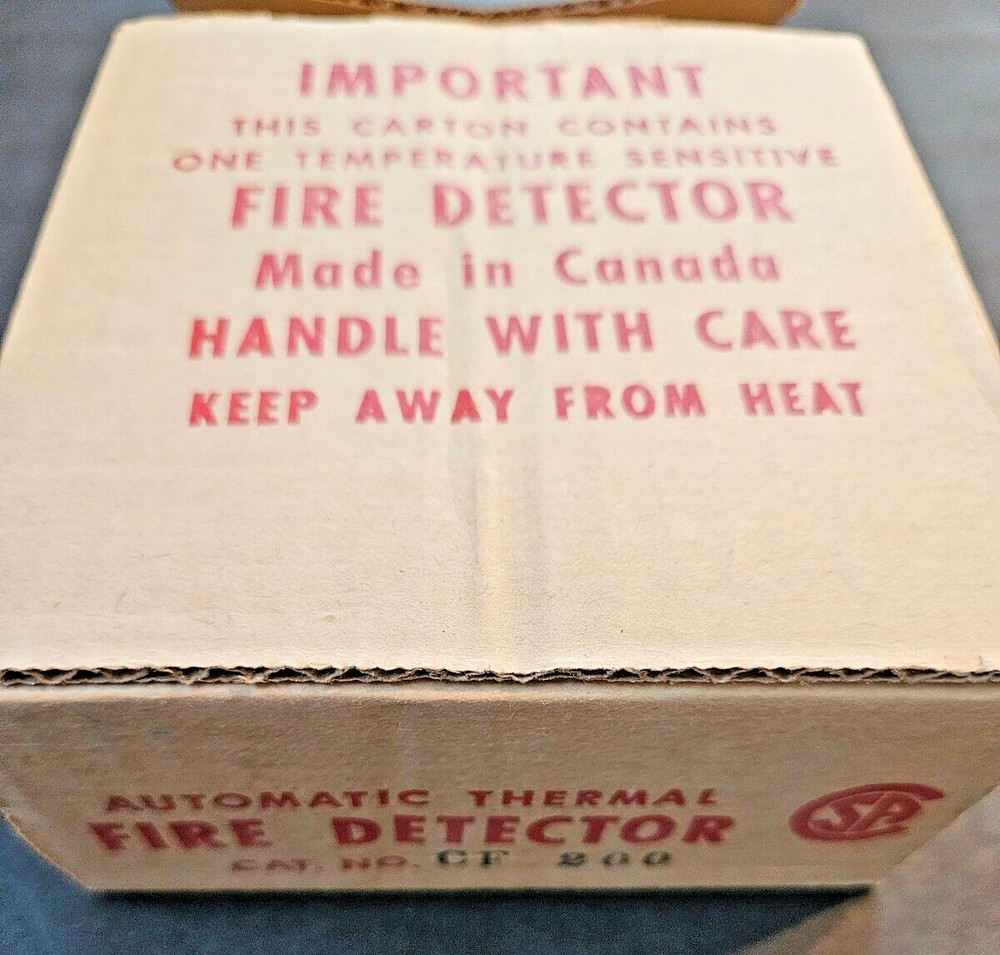 IMPORTANT
THIS CARTON CONTAINS
ONE TEMPERATURE SENSITIVE
FIRE DETECTOR
Made in Canada
HANDLE WITH CARE
KEEP AWAY FROM HEAT
AUTOMATIC THERMAL
FIRE DETECTOR
CAT. NO. CF 200
CSA